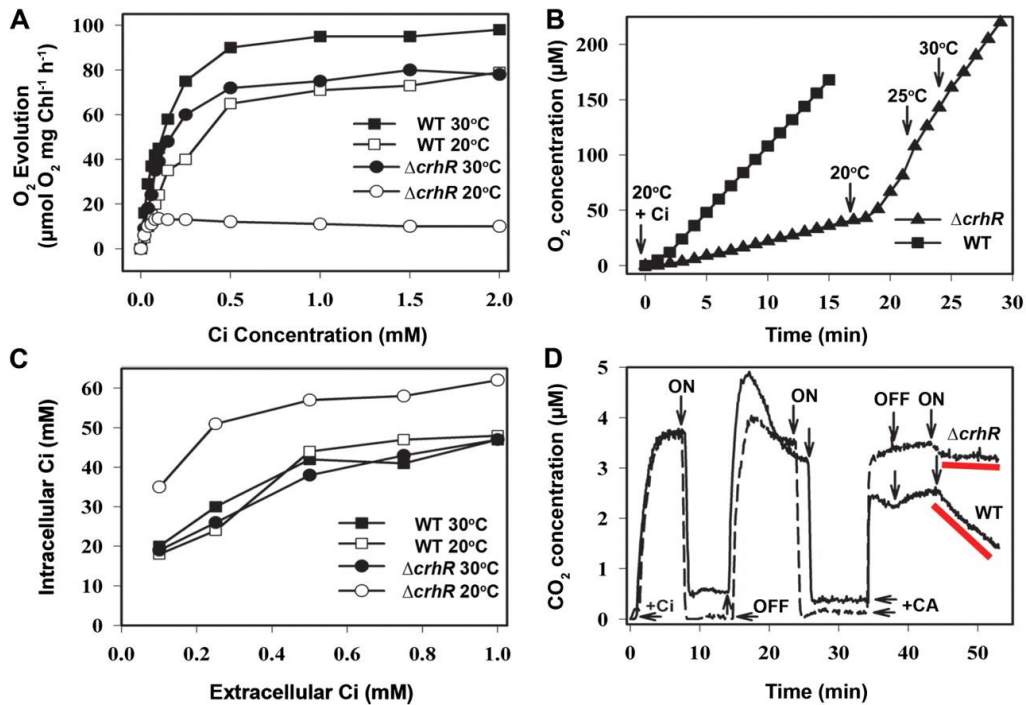 A
O₂ Evolution
(µmol O₂ mg Chl⁻¹ h⁻¹)
100
80
60
40
20
0
WT 30°C
WT 20°C
ΔcrhR 30°C
ΔcrhR 20°C
0.0 0.5 1.0 1.5 2.0
Ci Concentration (mM)
B
O₂ concentration (µM)
200
150
100
50
0
20°C
+ Ci
20°C
25°C
30°C
ΔcrhR
WT
0 5 10 15 20 25 30
Time (min)
C
Intracellular Ci (mM)
60
50
40
30
20
10
0
WT 30°C
WT 20°C
ΔcrhR 30°C
ΔcrhR 20°C
0.0 0.2 0.4 0.6 0.8 1.0
Extracellular Ci (mM)
D
CO₂ concentration (µM)
5
4
3
2
1
0
ON
ON
OFF ON
ΔcrhR
WT
+Ci
OFF
+CA
0 10 20 30 40 50
Time (min)